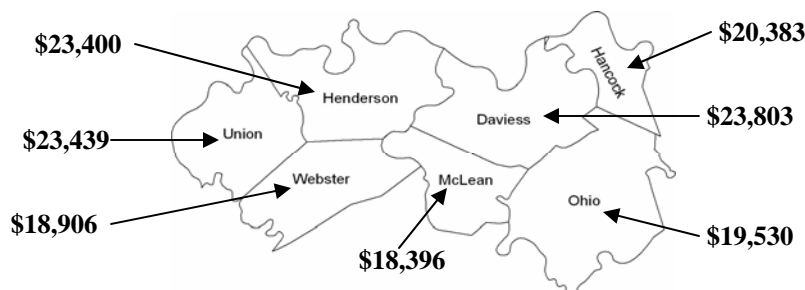 $20,383
$23,400
Hancock
Henderson
Daviess
$23,803
$23,439
Union
Webster
McLean
Ohio
$18,906
$18,396
$19,530